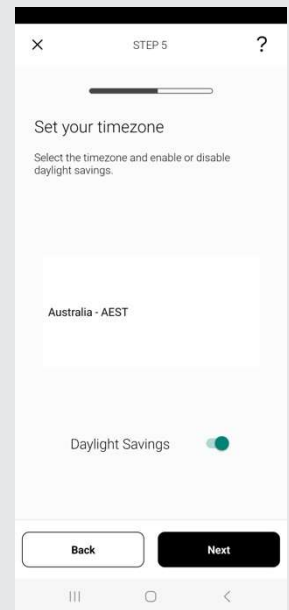 STEP 5
?
Set your timezone
Select the timezone and enable or disable
daylight savings.
Australia - AEST
Daylight Savings
Back
Next